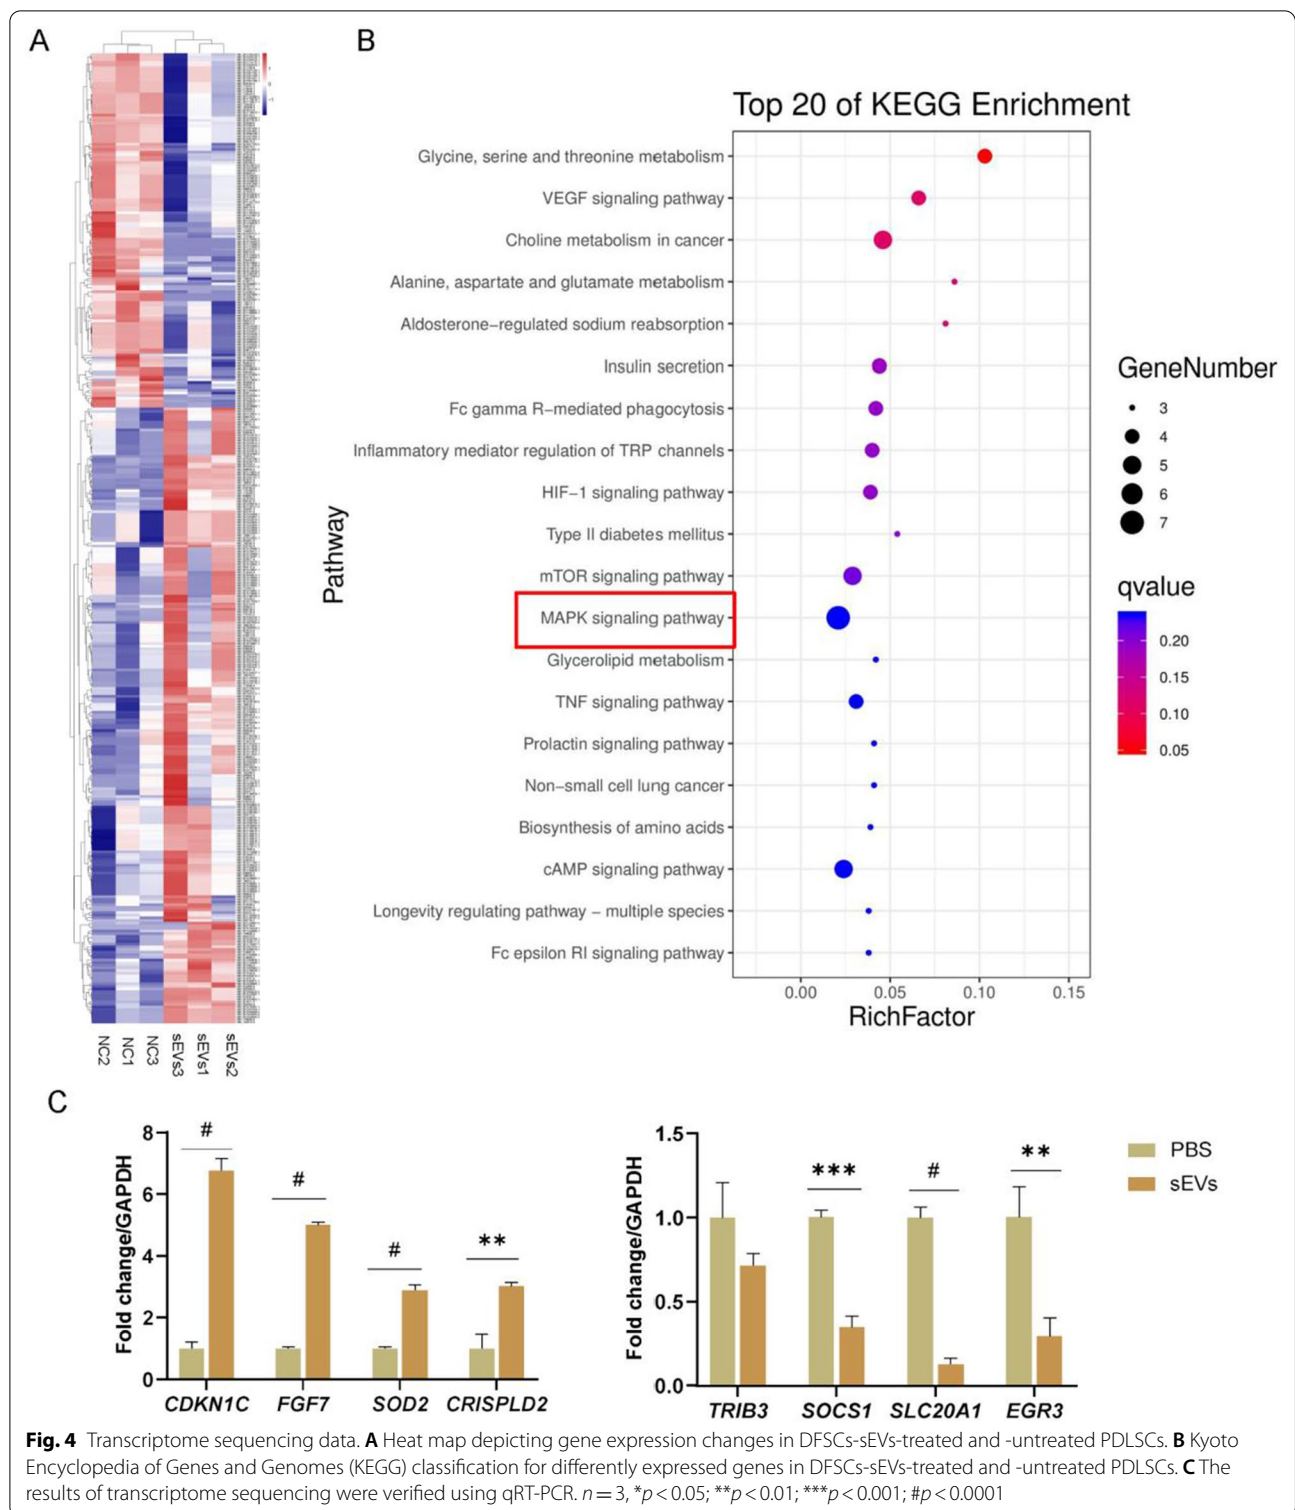 A
B
Top 20 of KEGG Enrichment
Glycine, serine and threonine metabolism
VEGF signaling pathway
Choline metabolism in cancer
Alanine, aspartate and glutamate metabolism
Aldosterone−regulated sodium reabsorption
Insulin secretion
Fc gamma R−mediated phagocytosis
Inflammatory mediator regulation of TRP channels
HIF−1 signaling pathway
Type II diabetes mellitus
mTOR signaling pathway
MAPK signaling pathway
Glycerolipid metabolism
TNF signaling pathway
Prolactin signaling pathway
Non−small cell lung cancer
Biosynthesis of amino acids
cAMP signaling pathway
Longevity regulating pathway − multiple species
Fc epsilon RI signaling pathway
Pathway
0.00 0.05 0.10 0.15
RichFactor
GeneNumber
3
4
5
6
7
qvalue
0.20
0.15
0.10
0.05
NC2 NC1 NC3 sEVs3 sEVs1 sEVs2
C
Fold change/GAPDH
8
6
4
2
0
# # # **
CDKN1C FGF7 SOD2 CRISPLD2
Fold change/GAPDH
1.5
1.0
0.5
0.0
*** # **
TRIB3 SOCS1 SLC20A1 EGR3
PBS
sEVs
Fig. 4 Transcriptome sequencing data. A Heat map depicting gene expression changes in DFSCs-sEVs-treated and -untreated PDLSCs. B Kyoto
Encyclopedia of Genes and Genomes (KEGG) classification for differently expressed genes in DFSCs-sEVs-treated and -untreated PDLSCs. C The
results of transcriptome sequencing were verified using qRT-PCR. n = 3, *p < 0.05; **p < 0.01; ***p < 0.001; #p < 0.0001